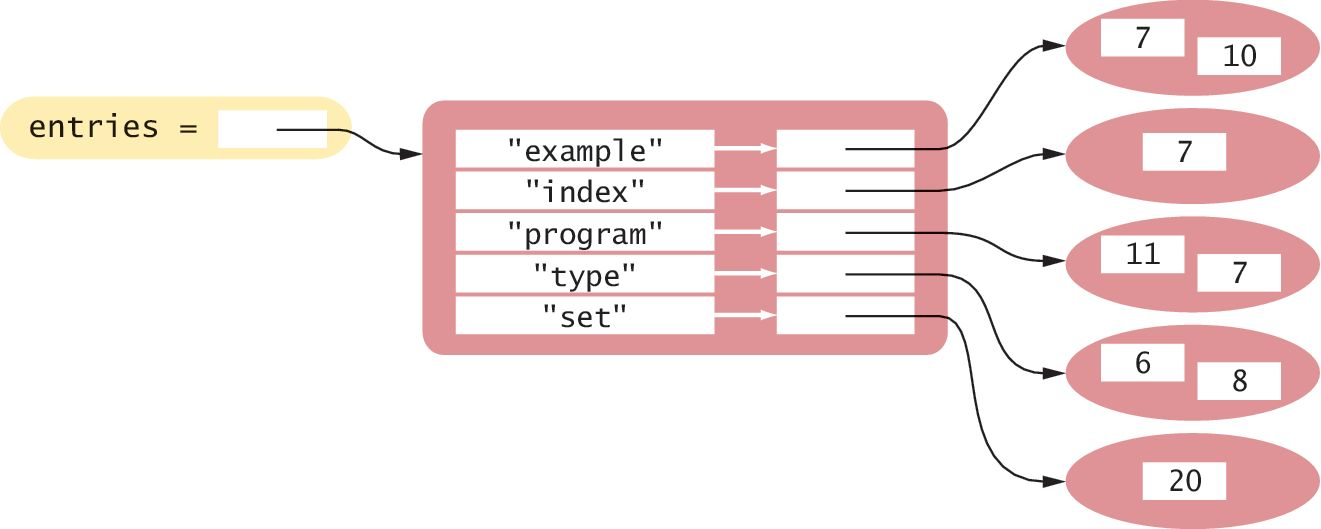 entries =
"example"
"index"
"program"
"type"
"set"
7
10
7
11
7
6
8
20